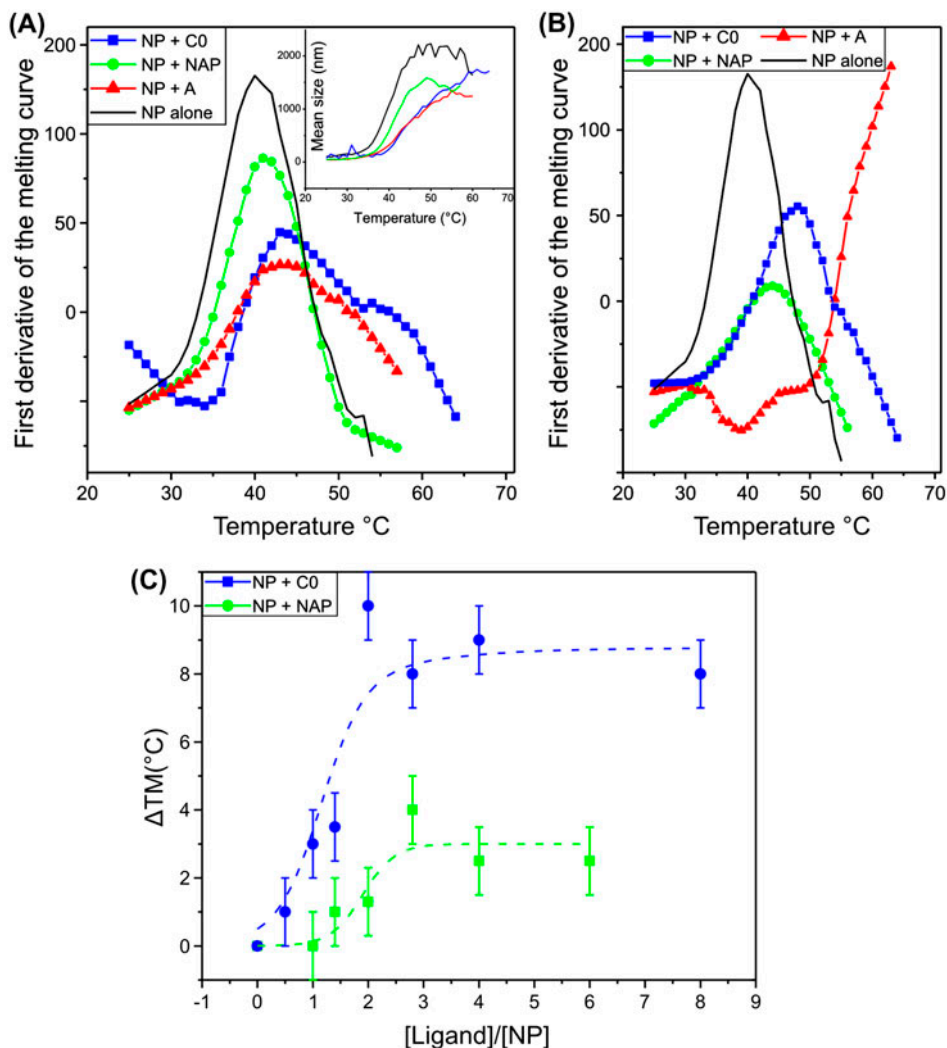 (A)
NP + C0
NP + NAP
NP + A
NP alone
First derivative of the melting curve
200
150
100
50
0
20 30 40 50 60 70
Temperature °C
Mean size (nm)
2000
1000
0
20 30 40 50 60 70
Temperature (°C)
(B)
NP + C0 NP + A
NP + NAP NP alone
First derivative of the melting curve
200
100
50
0
20 30 40 50 60 70
Temperature °C
(C)
NP + C0
NP + NAP
ΔTM(°C)
10
8
6
4
2
0
-1 0 1 2 3 4 5 6 7 8 9
[Ligand]/[NP]